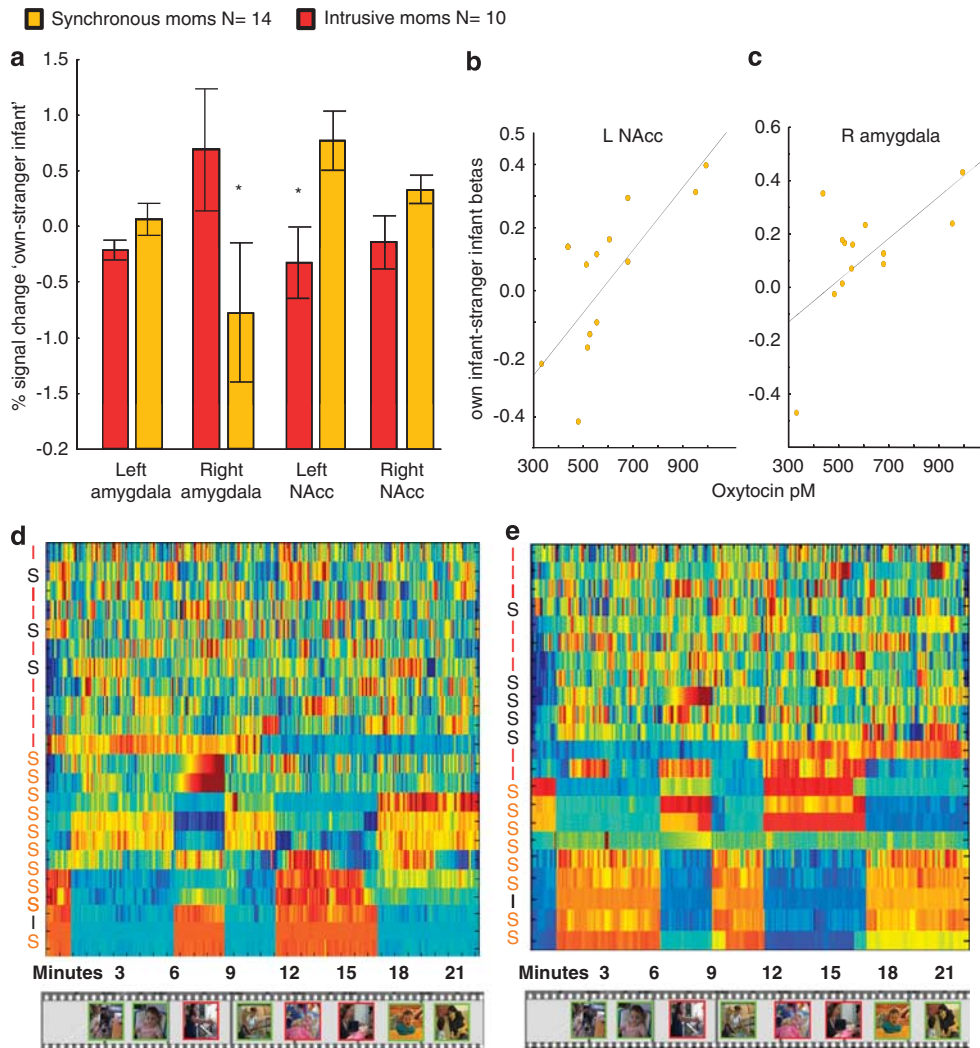 Synchronous moms N= 14
Intrusive moms N= 10
a
% signal change 'own-stranger infant'
1.5
1.0
0.5
0.0
-0.5
-1.0
1.5
-0.2
*
*
Left amygdala
Right amygdala
Left NAcc
Right NAcc
b
L NAcc
own infant-stranger infant betas
0.5
0.4
0.2
0.0
-0.2
-0.4
300 500 700 900
c
R amygdala
0.6
0.4
0.2
0.0
-0.2
-0.4
300 500 700 900
Oxytocin pM
d
I
S
I
I
S
I
S
I
I
I
I
S
S
S
S
S
S
S
S
S
I
S
Minutes 3 6 9 12 15 18 21
e
I
I
I
S
I
I
I
S
S
S
S
I
I
S
S
S
S
S
S
I
S
S
Minutes 3 6 9 12 15 18 21